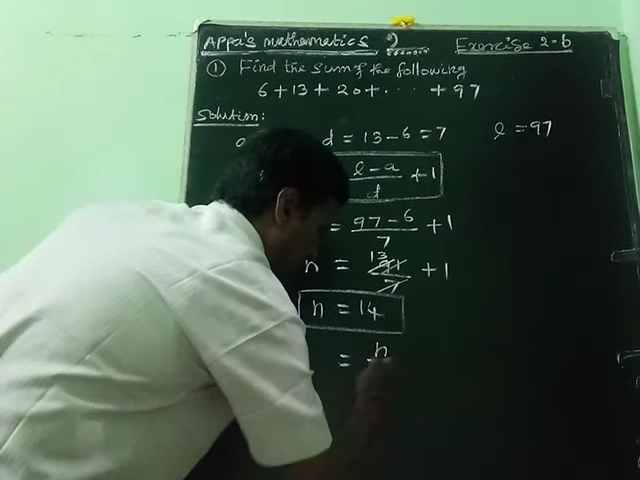 Appa's mathematics
Exercise 2.6
① Find the sum of the following
6 + 13 + 20 + . . . . + 97
Solution:
a d = 13 - 6 = 7 l = 97
l - a / d + 1
= 97 - 6 / 7 + 1
n = 91 / 7 13 + 1
n = 14
= n